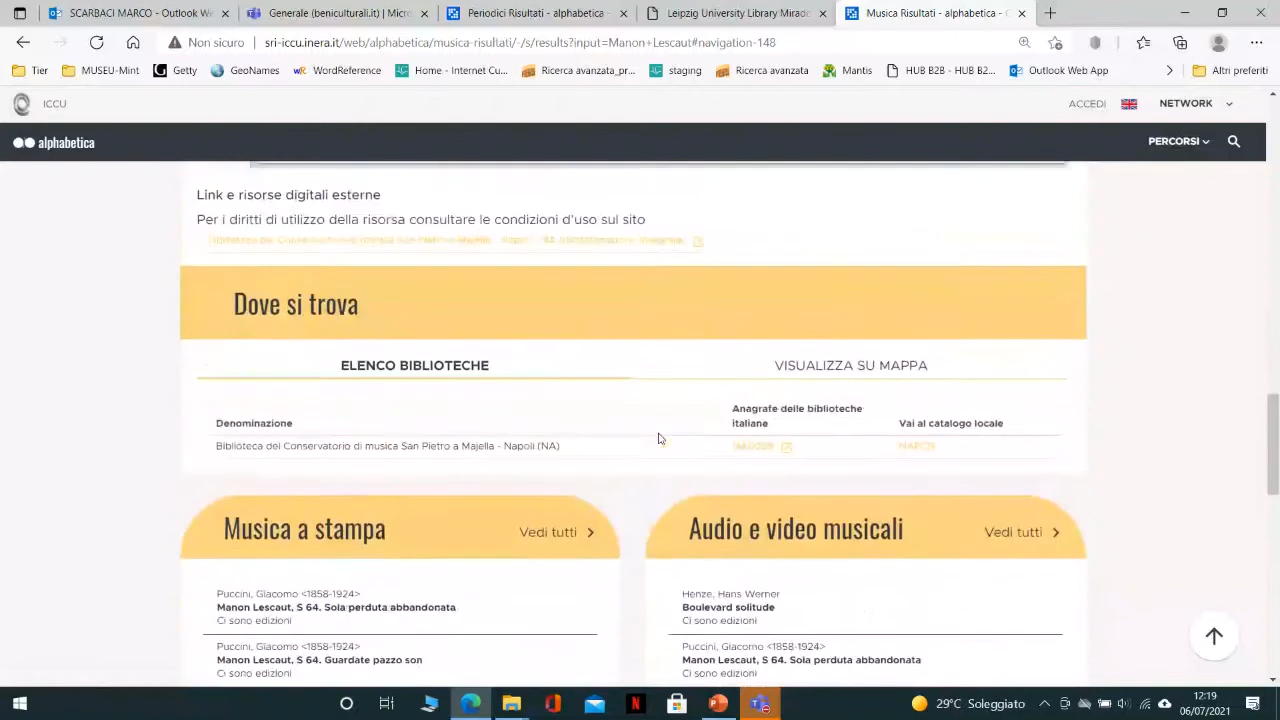 SCARBACI MARCO - Outlook We
Microsoft Teams
Periodici Risultati - alphabetica
Leipzig University Library Mirado
Musica Risultati - alphabetica
Non sicuro
sri-iccu.inera.it/web/alphabetica/musica-risultati/-/s/results?input=Manon+Lescaut#navigation-148
Tier
MUSEU-Mint
Getty
GeoNames
WordReference
Home - Internet Cu...
Ricerca avanzata_pr...
staging
Ricerca avanzata
Mantis
HUB B2B - HUB B2...
Outlook Web App
Altri preferiti
ICCU
ACCEDI
NETWORK
alphabetica
PERCORSI
Link e risorse digitali esterne
Per i diritti di utilizzo della risorsa consultare le condizioni d'uso sul sito
Dove si trova
ELENCO BIBLIOTECHE
VISUALIZZA SU MAPPA
Denominazione
Anagrafe delle biblioteche italiane
Vai al catalogo locale
Biblioteca del Conservatorio di musica San Pietro a Majella - Napoli (NA)
Musica a stampa
Vedi tutti
Audio e video musicali
Vedi tutti
Puccini, Giacomo <1858-1924>
Manon Lescaut, S 64. Sola perduta abbandonata
Ci sono edizioni
Puccini, Giacomo <1858-1924>
Manon Lescaut, S 64. Guardate pazzo son
Ci sono edizioni
Henze, Hans Werner
Boulevard solitude
Ci sono edizioni
Puccini, Giacomo <1858-1924>
Manon Lescaut, S 64. Sola perduta abbandonata
Ci sono edizioni
29°C Soleggiato
12:19
06/07/2021